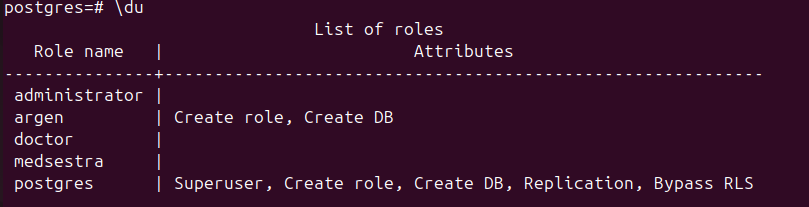 postgres=# \du
                              List of roles
   Role name   |                         Attributes
---------------+------------------------------------------------------------
 administrator |
 argen         | Create role, Create DB
 doctor        |
 medsestra     |
 postgres      | Superuser, Create role, Create DB, Replication, Bypass RLS